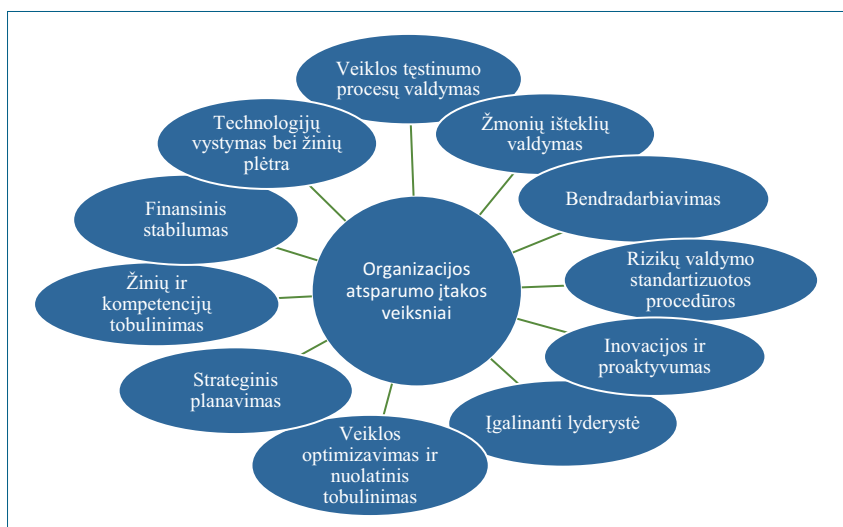 Veiklos tęstinumo
procesų valdymas
Žmonių išteklių
valdymas
Bendradarbiavimas
Rizikų valdymo
standartizuotos
procedūros
Inovacijos ir
proaktyvumas
Įgalinanti lyderystė
Veiklos
optimizavimas ir
nuolatinis
tobulinimas
Strateginis
planavimas
Žinių ir
kompetencijų
tobulinimas
Finansinis
stabilumas
Technologijų
vystymas bei žinių
plėtra
Organizacijos
atsparumo įtakos
veiksniai